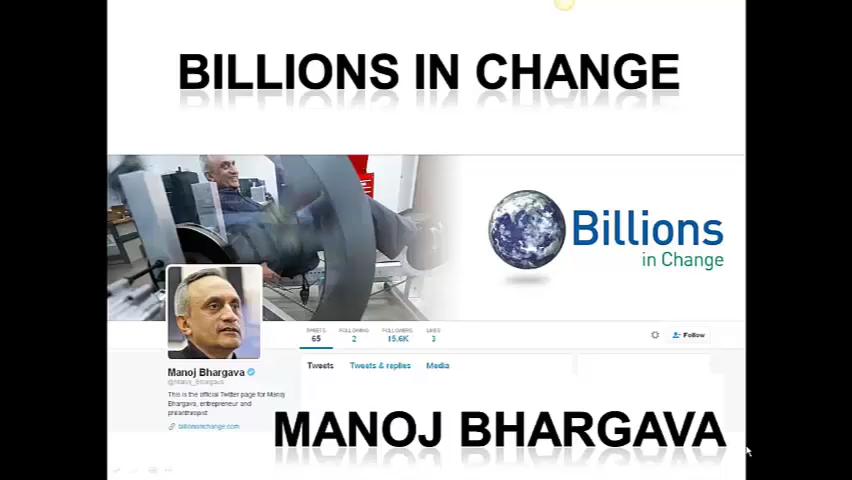 BILLIONS IN CHANGE
Billions
in Change
TWEETS FOLLOWING FOLLOWERS LIKES
65 2 15.6K 3
Follow
Tweets Tweets & replies Media
Manoj Bhargava
This is the official Twitter page for Manoj
Bhargava, entrepreneur and
philanthropist
billionsinchange.com
MANOJ BHARGAVA